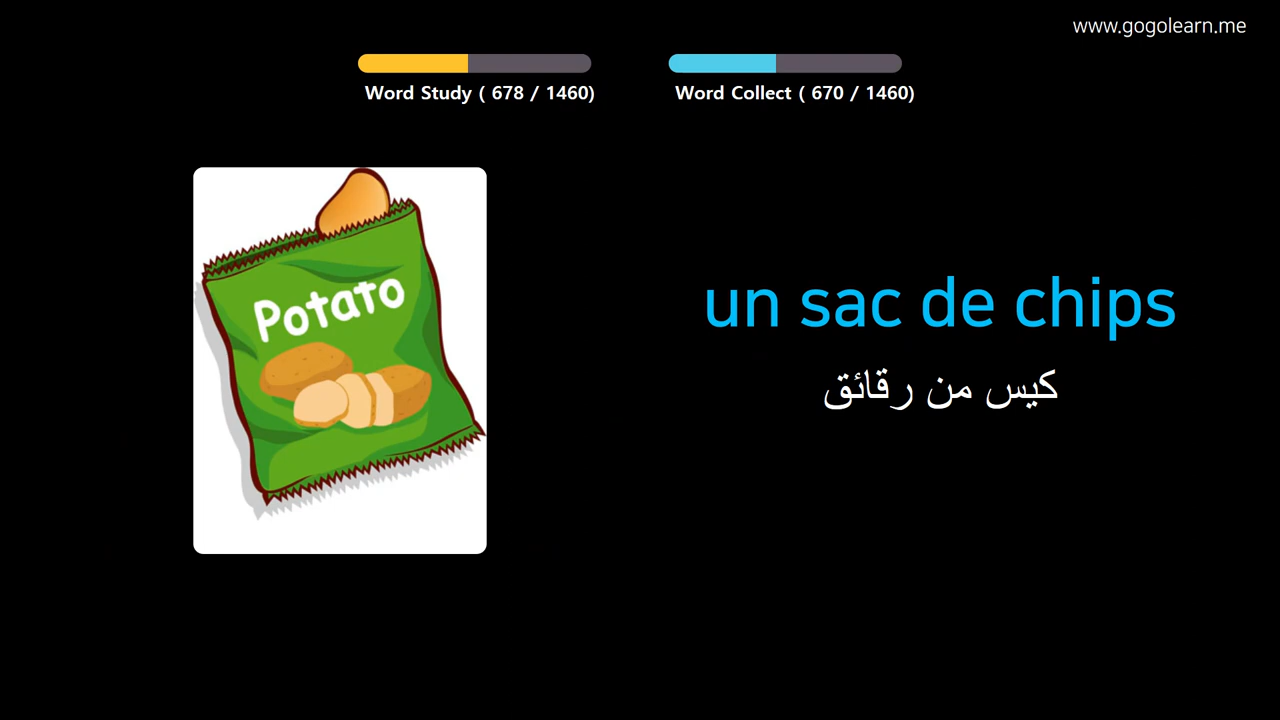 www.gogolearn.me
Word Study ( 678 / 1460)
Word Collect ( 670 / 1460)
Potato
un sac de chips
كيس من رقائق